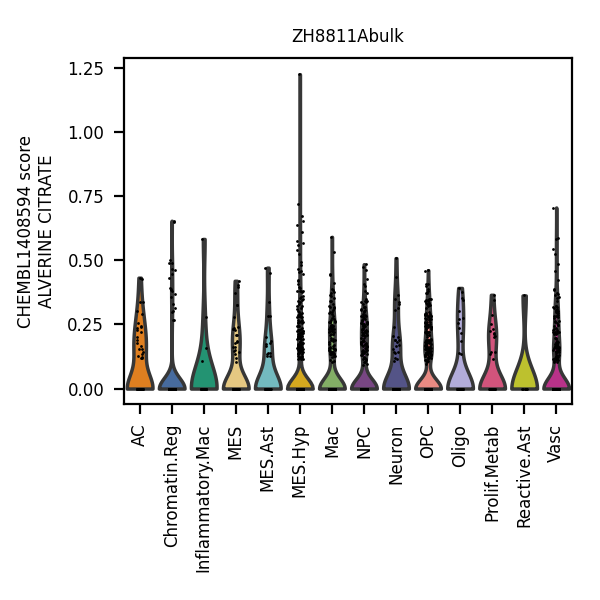 ZH8811Abulk
CHEMBL1408594 score
ALVERINE CITRATE
1.25
1.00
0.75
0.50
0.25
0.00
AC
Chromatin.Reg
Inflammatory.Mac
MES
MES.Ast
MES.Hyp
Mac
NPC
Neuron
OPC
Oligo
Prolif.Metab
Reactive.Ast
Vasc